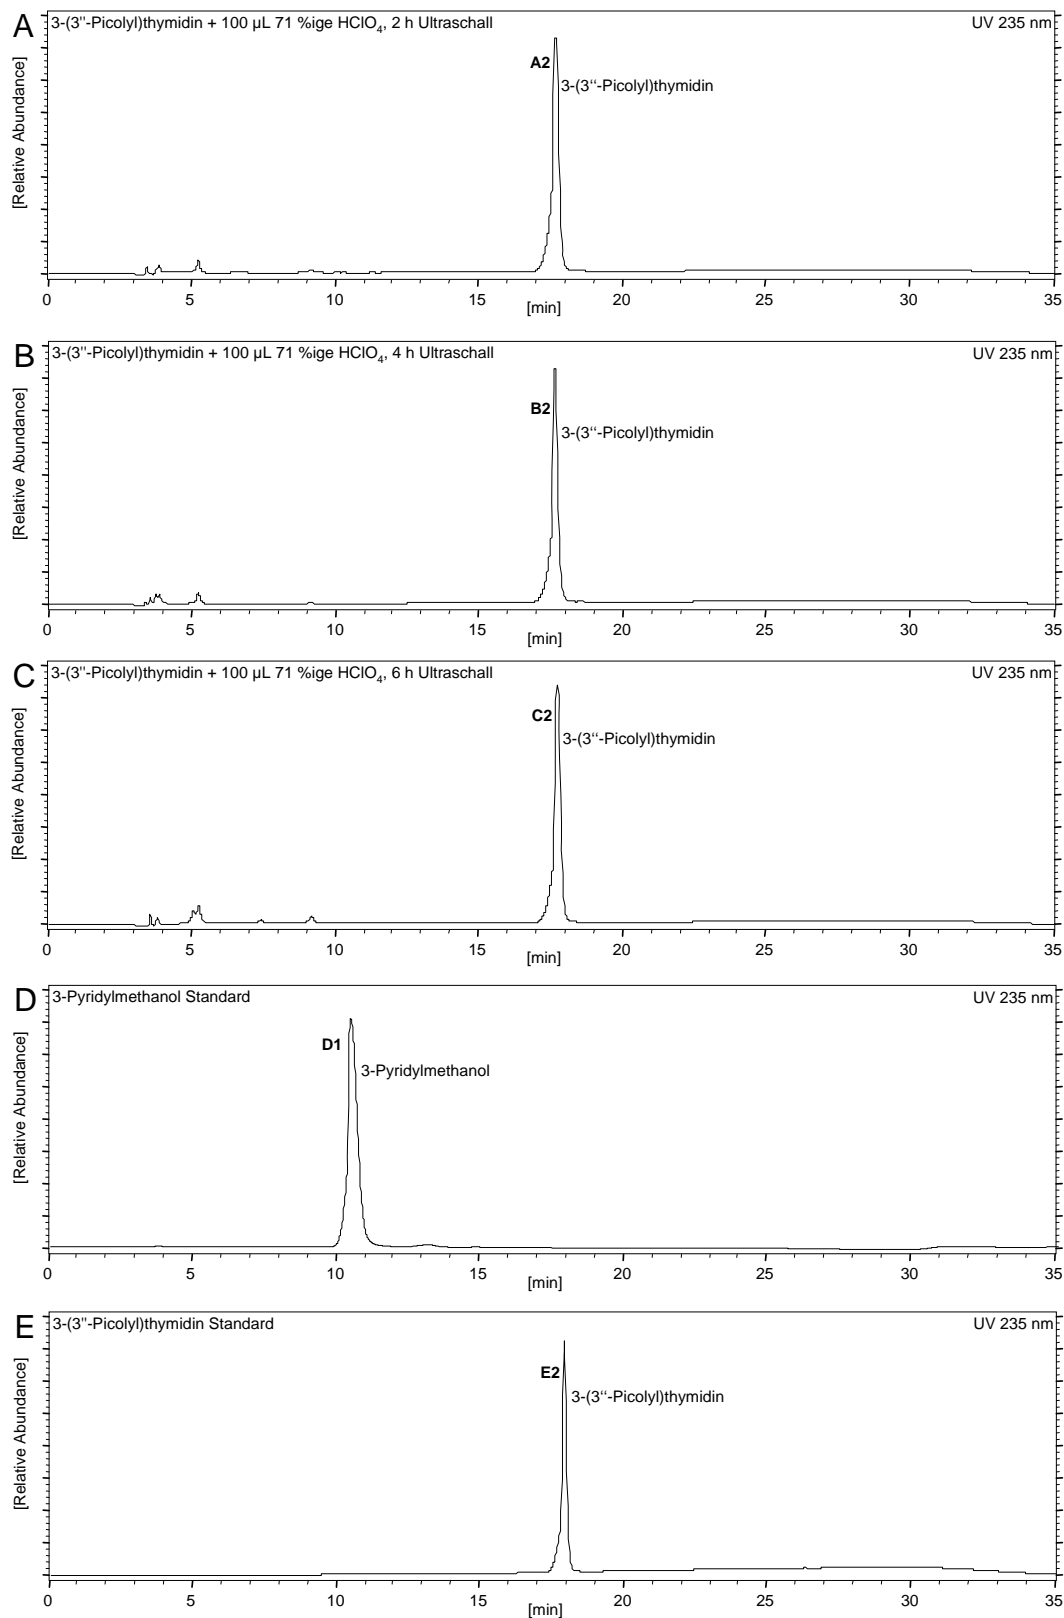 A
3-(3"-Picolyl)thymidin + 100 µL 71 %ige HClO4, 2 h Ultraschall
UV 235 nm
[Relative Abundance]
A2
3-(3“-Picolyl)thymidin
0 5 10 15 20 25 30 35
[min]
B
3-(3"-Picolyl)thymidin + 100 µL 71 %ige HClO4, 4 h Ultraschall
UV 235 nm
[Relative Abundance]
B2
3-(3“-Picolyl)thymidin
0 5 10 15 20 25 30 35
[min]
C
3-(3"-Picolyl)thymidin + 100 µL 71 %ige HClO4, 6 h Ultraschall
UV 235 nm
[Relative Abundance]
C2
3-(3“-Picolyl)thymidin
0 5 10 15 20 25 30 35
[min]
D
3-Pyridylmethanol Standard
UV 235 nm
[Relative Abundance]
D1
3-Pyridylmethanol
0 5 10 15 20 25 30 35
[min]
E
3-(3"-Picolyl)thymidin Standard
UV 235 nm
[Relative Abundance]
E2
3-(3“-Picolyl)thymidin
0 5 10 15 20 25 30 35
[min]